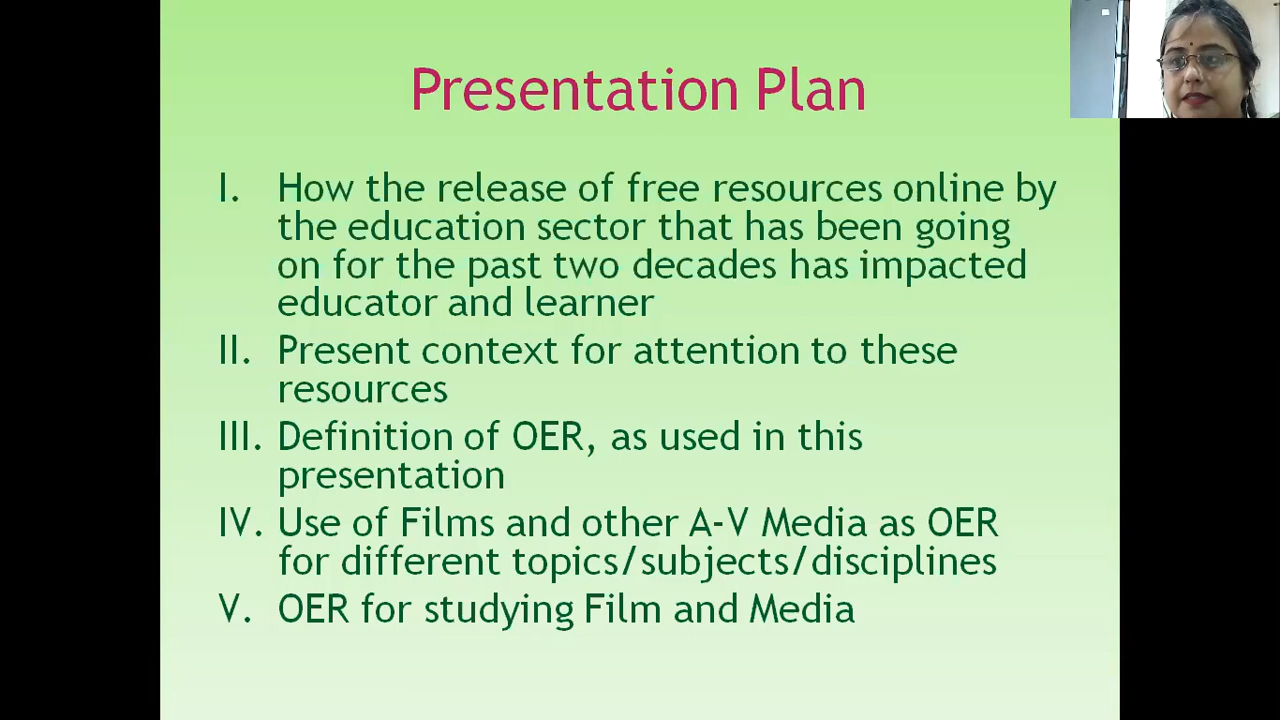 Presentation Plan
I. How the release of free resources online by
the education sector that has been going
on for the past two decades has impacted
educator and learner
II. Present context for attention to these
resources
III. Definition of OER, as used in this
presentation
IV. Use of Films and other A-V Media as OER
for different topics/subjects/disciplines
V. OER for studying Film and Media